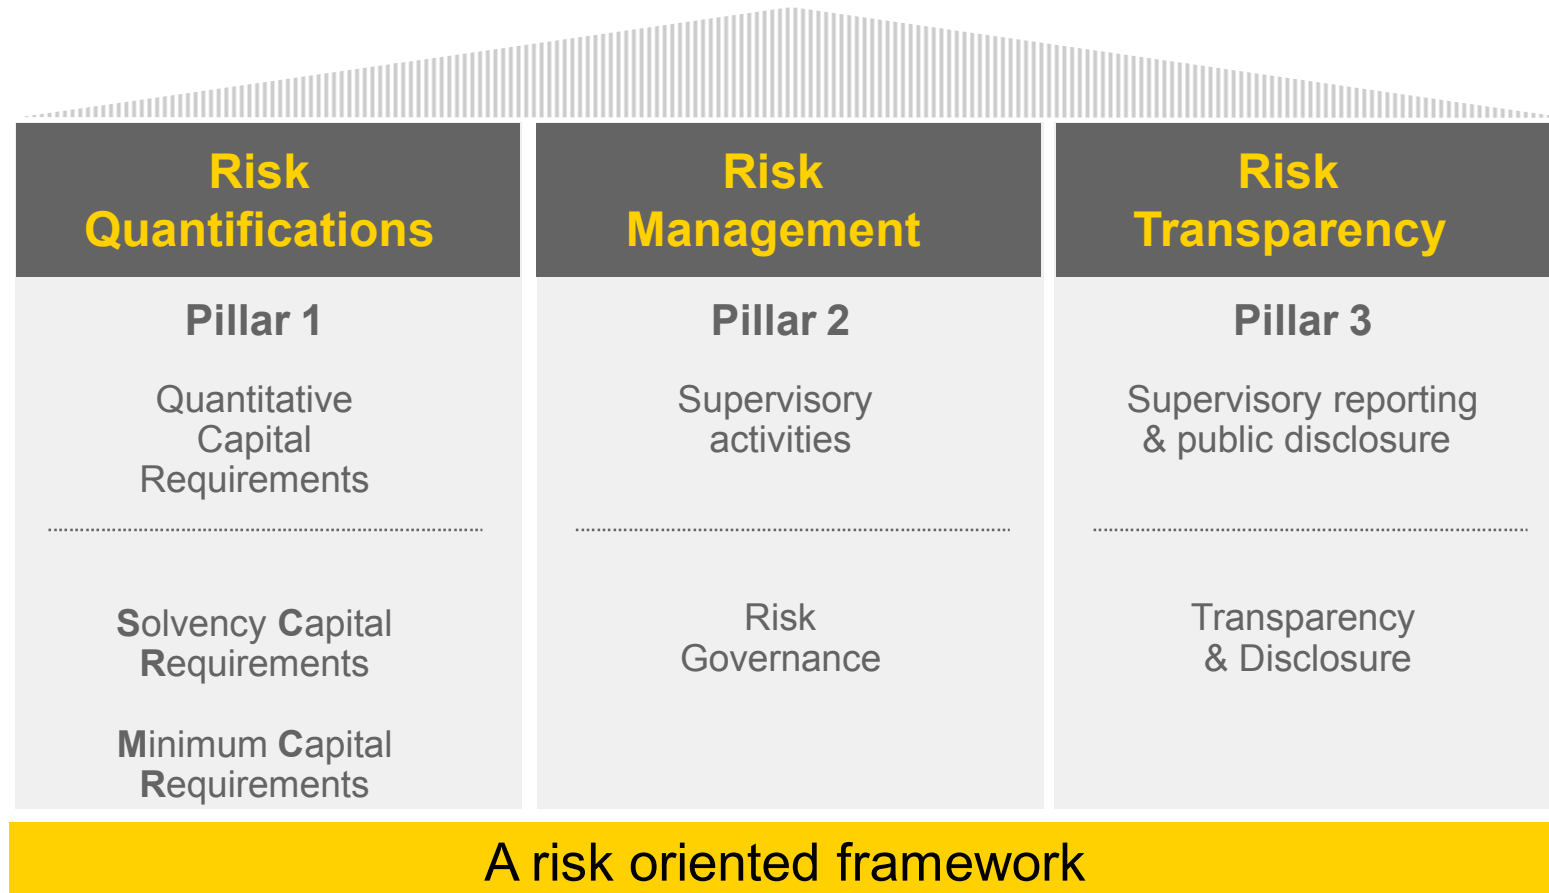 Risk
Quantifications
Pillar 1
Quantitative
Capital
Requirements
Solvency Capital
Requirements
Minimum Capital
Requirements
Risk
Management
Pillar 2
Supervisory
activities
Risk
Governance
Risk
Transparency
Pillar 3
Supervisory reporting
& public disclosure
Transparency
& Disclosure
A risk oriented framework